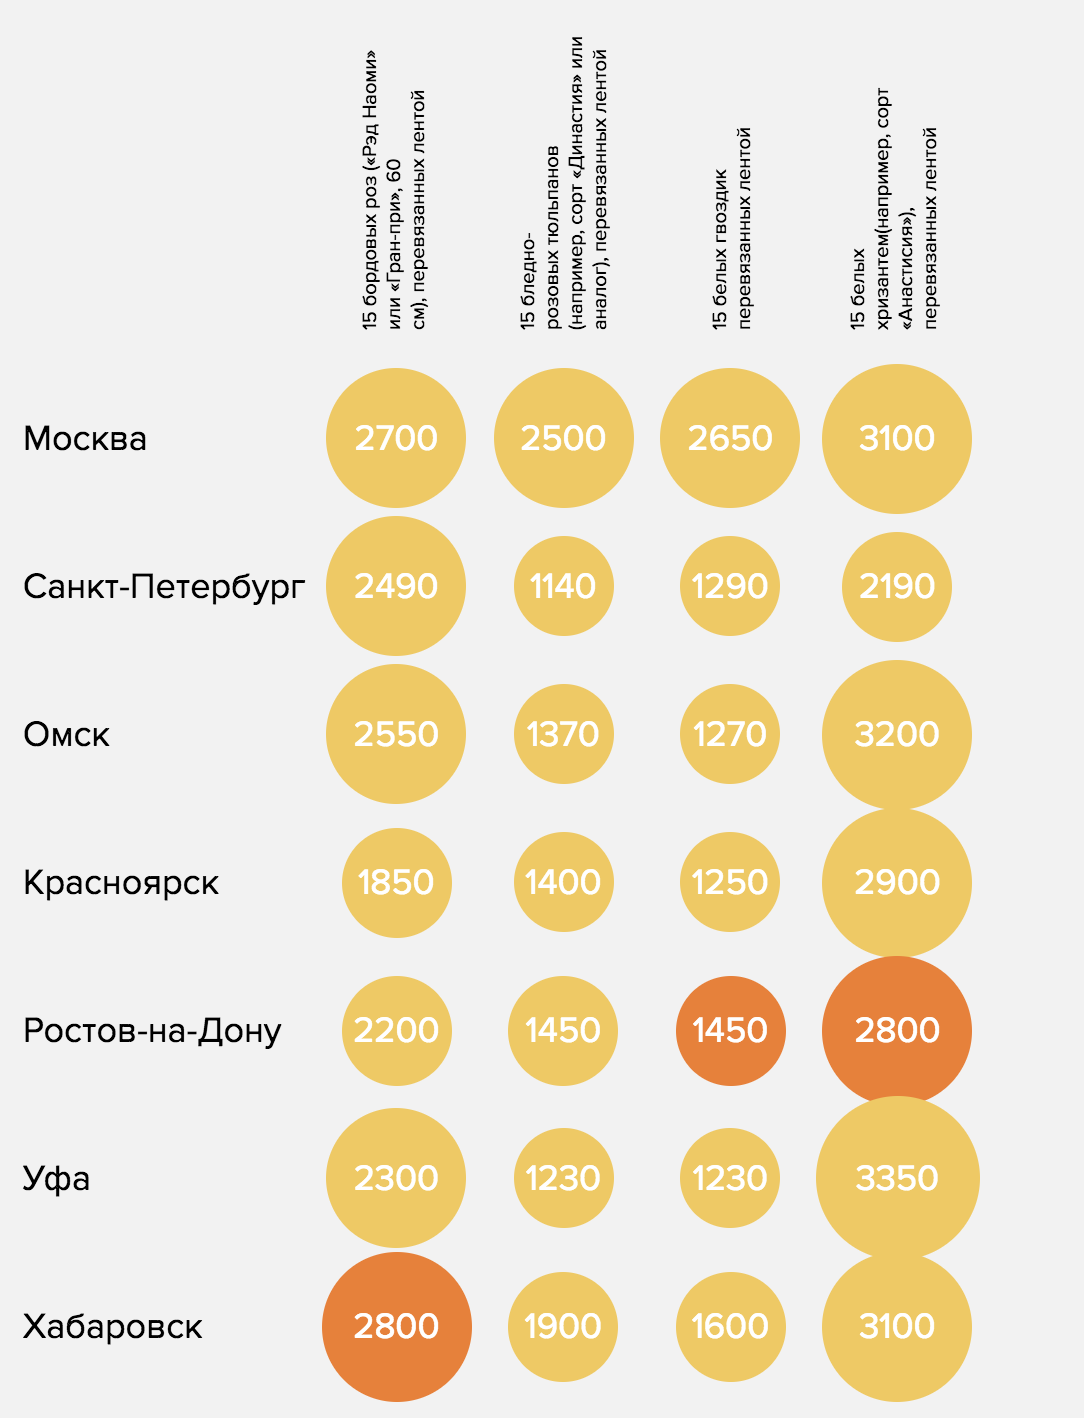 15 бордовых роз («Рэд Наоми»
или «Гран-при», 60
см), перевязанных лентой
15 бледно-
розовых тюльпанов
(например, сорт «Династия» или
аналог), перевязанных лентой
15 белых гвоздик
перевязанных лентой
15 белых
хризантем(например, сорт
«Анастисия»),
перевязанных лентой
Москва 2700 2500 2650 3100
Санкт-Петербург 2490 1140 1290 2190
Омск 2550 1370 1270 3200
Красноярск 1850 1400 1250 2900
Ростов-на-Дону 2200 1450 1450 2800
Уфа 2300 1230 1230 3350
Хабаровск 2800 1900 1600 3100